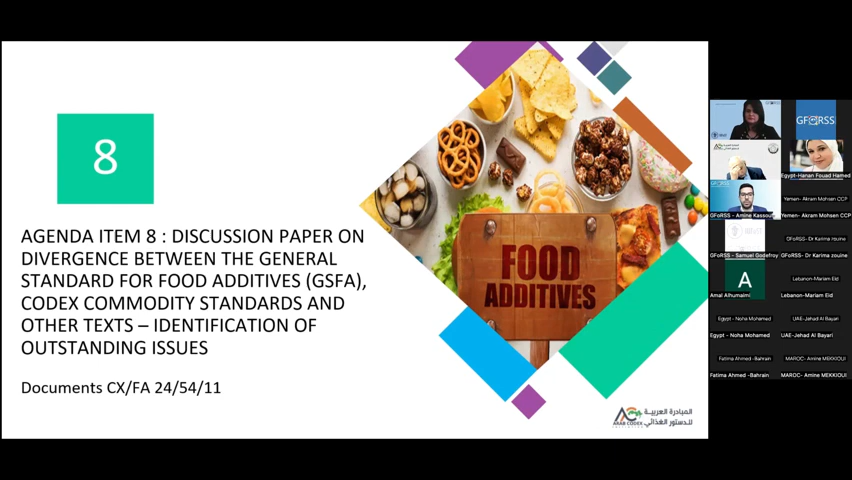 8
AGENDA ITEM 8 : DISCUSSION PAPER ON
DIVERGENCE BETWEEN THE GENERAL
STANDARD FOR FOOD ADDITIVES (GSFA),
CODEX COMMODITY STANDARDS AND
OTHER TEXTS – IDENTIFICATION OF
OUTSTANDING ISSUES
Documents CX/FA 24/54/11
FOOD
ADDITIVES
المبادرة العربية
للدستور الغذائي
ARAB CODEX
GFoRSS
Egypt-Hanan Fouad Hamed
GFoRSS - Amine Kassouf
Yemen- Akram Mohsen CCP
Yemen- Akram Mohsen CCP
GFoRSS - Samuel Godefroy
GFoRSS- Dr Karima zouine
GFoRSS- Dr Karima zouine
A
Amal Alhumaimi
Lebanon-Mariam Eid
Lebanon-Mariam Eid
Egypt - Noha Mohamed
Egypt - Noha Mohamed
UAE-Jehad Al Bayari
UAE-Jehad Al Bayari
Fatima Ahmed -Bahrain
Fatima Ahmed -Bahrain
MAROC- Amine MEKKIOUI
MAROC- Amine MEKKIOUI